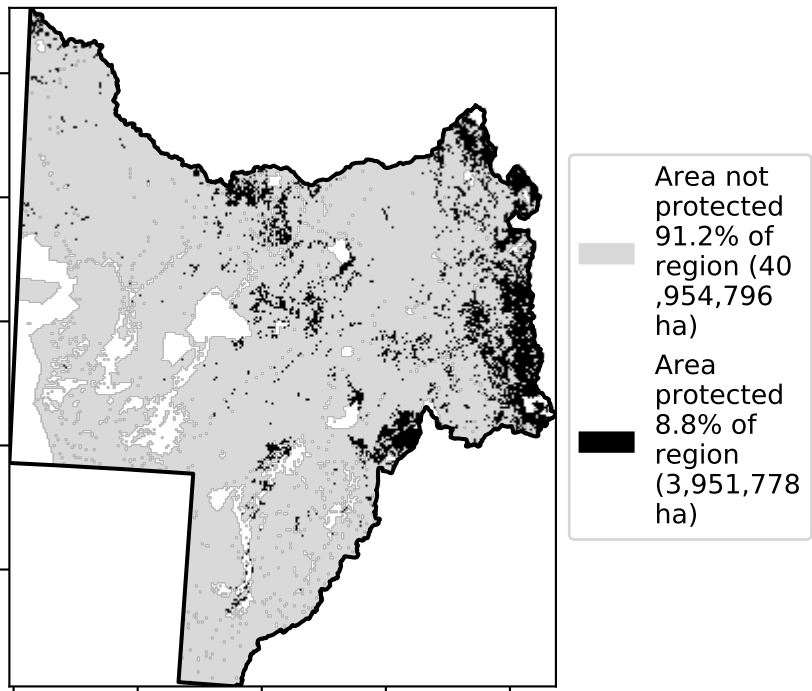 Area not
protected
91.2% of
region (40
,954,796
ha)
Area
protected
8.8% of
region
(3,951,778
ha)